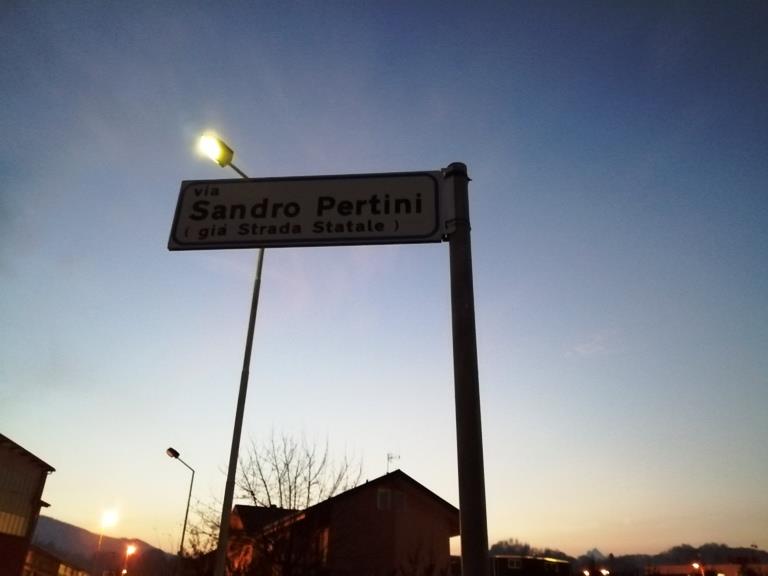 via
Sandro Pertini
( già Strada Statale )